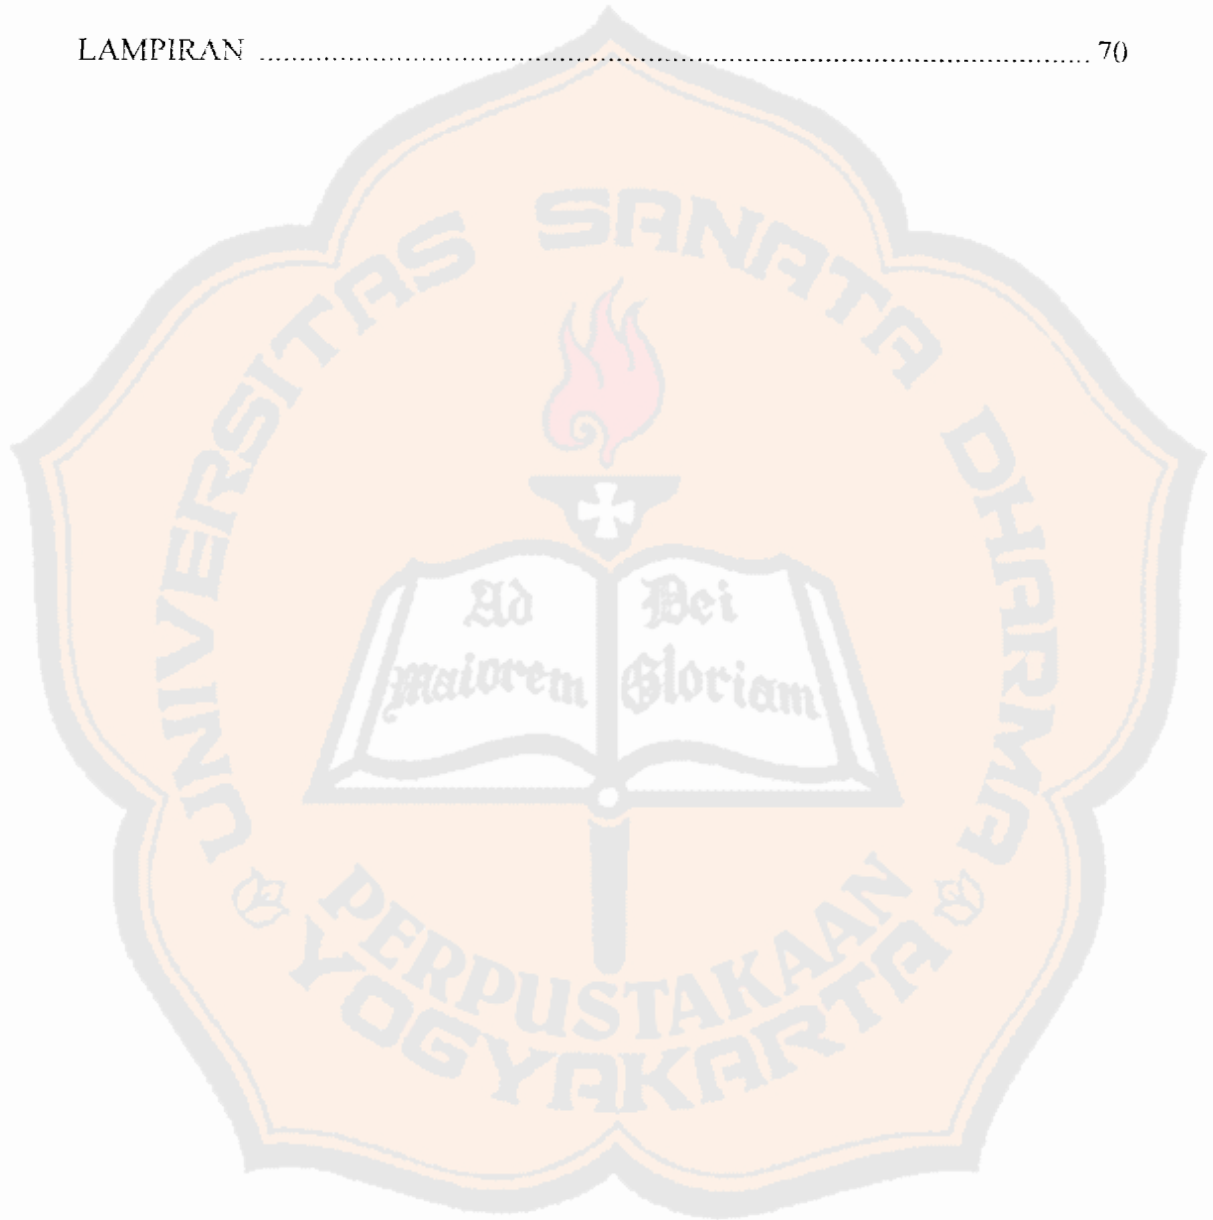 LAMPIRAN ........................................................................................................ 70
UNIVERSITAS SANATA DHARMA
Ad Dei
Maiorem Gloriam
PERPUSTAKAAN
YOGYAKARTA